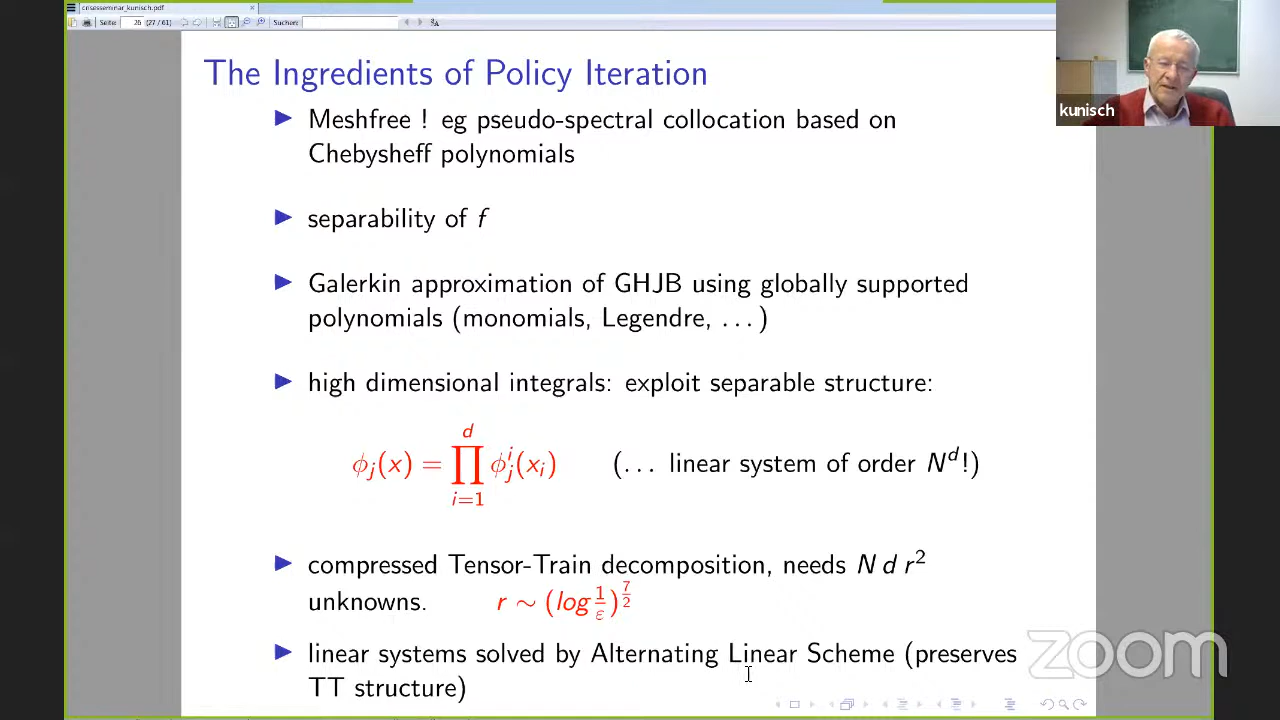 crisesseminar_kunisch.pdf
Seite: 26 (27 / 61) Suchen:
The Ingredients of Policy Iteration
kunisch
▶ Meshfree ! eg pseudo-spectral collocation based on
Chebysheff polynomials
▶ separability of f
▶ Galerkin approximation of GHJB using globally supported
polynomials (monomials, Legendre, . . . )
▶ high dimensional integrals: exploit separable structure:
ϕ_j(x) = ∏_{i=1}^{d} ϕ_j^i(x_i) (. . . linear system of order N^d!)
▶ compressed Tensor-Train decomposition, needs N d r^2
unknowns. r ∼ (log 1/ε)^{7/2}
▶ linear systems solved by Alternating Linear Scheme (preserves
TT structure)
zoom